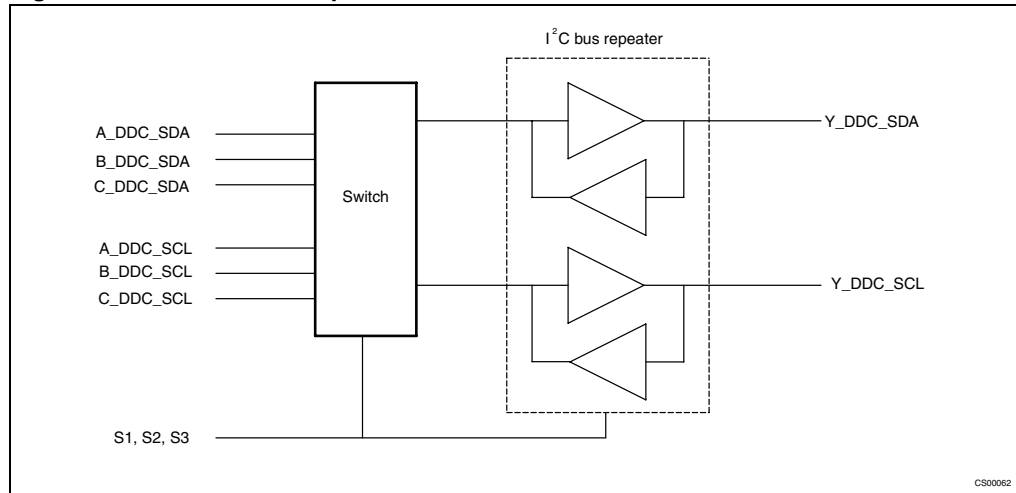 I²C bus repeater
A_DDC_SDA
B_DDC_SDA
C_DDC_SDA
Switch
A_DDC_SCL
B_DDC_SCL
C_DDC_SCL
Y_DDC_SDA
Y_DDC_SCL
S1, S2, S3
CS00062